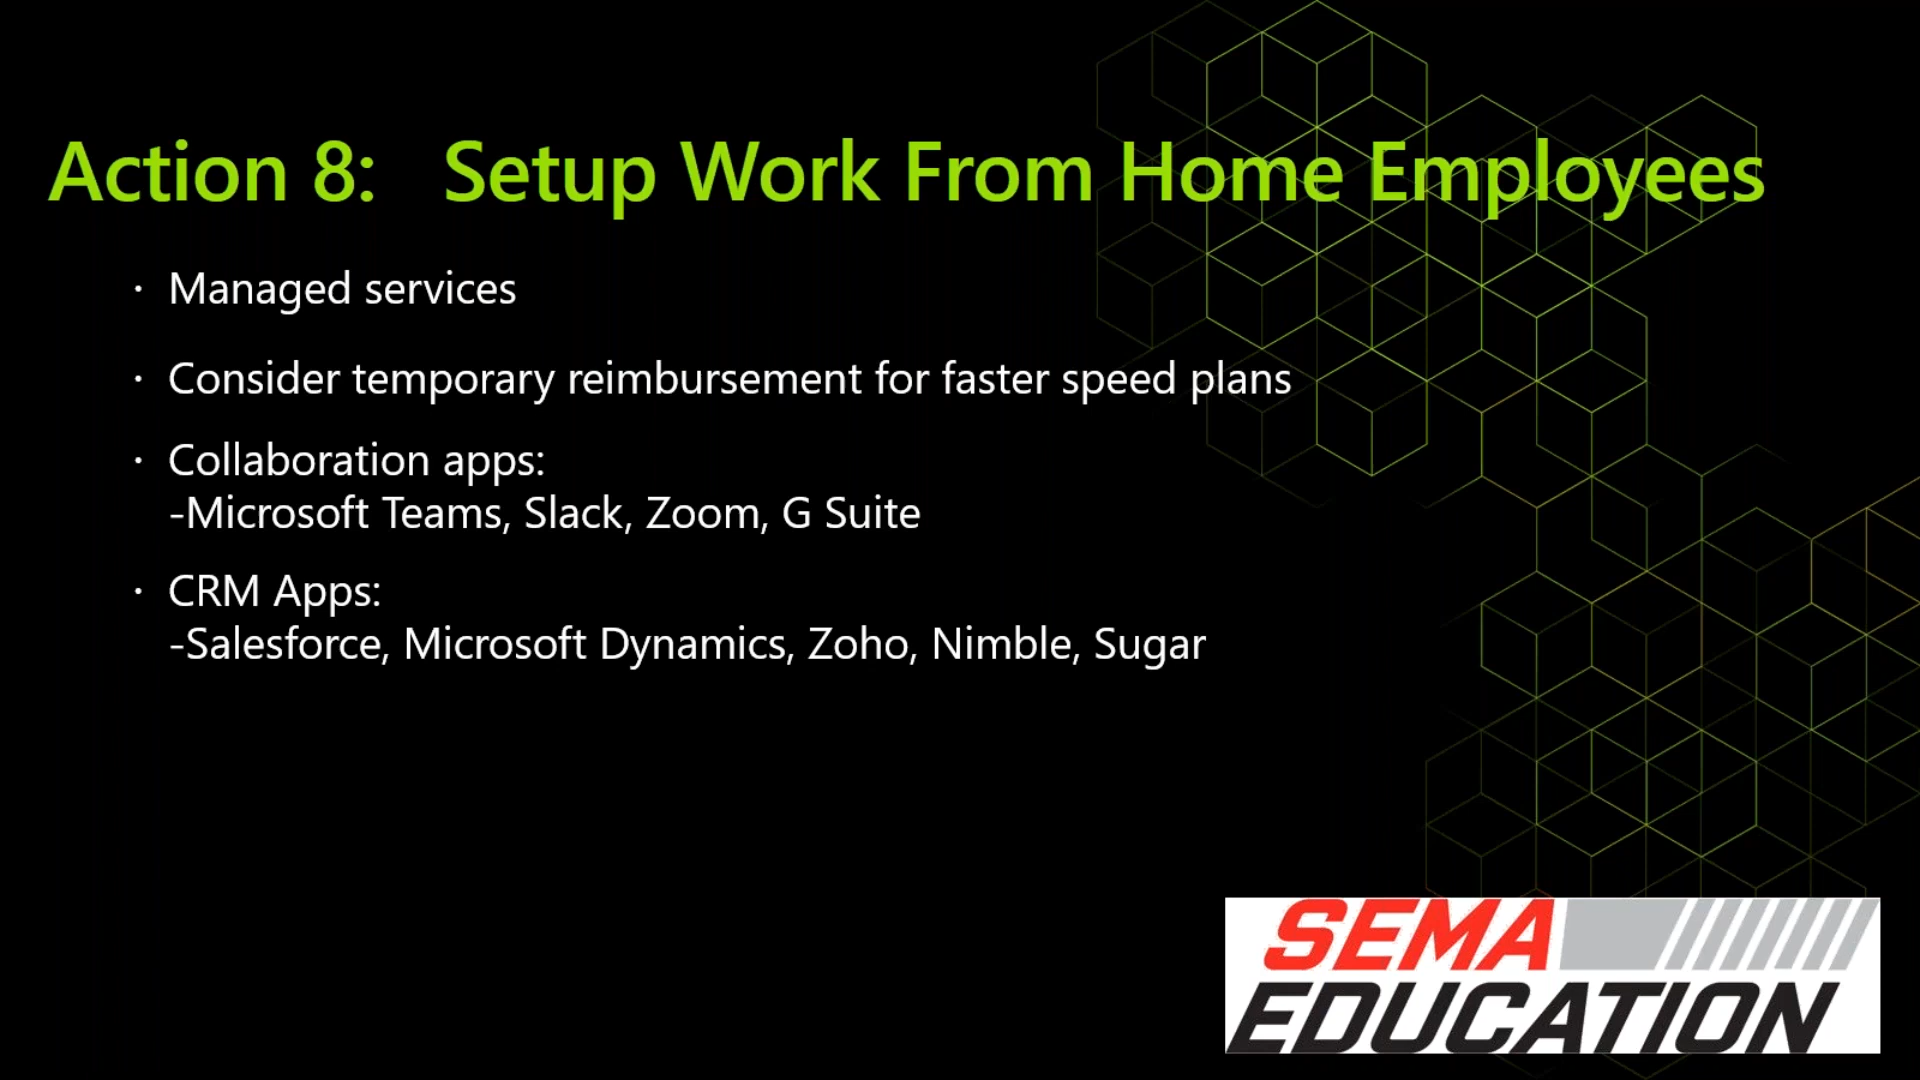 Action 8: Setup Work From Home Employees
· Managed services
· Consider temporary reimbursement for faster speed plans
· Collaboration apps:
-Microsoft Teams, Slack, Zoom, G Suite
· CRM Apps:
-Salesforce, Microsoft Dynamics, Zoho, Nimble, Sugar
SEMA
EDUCATION